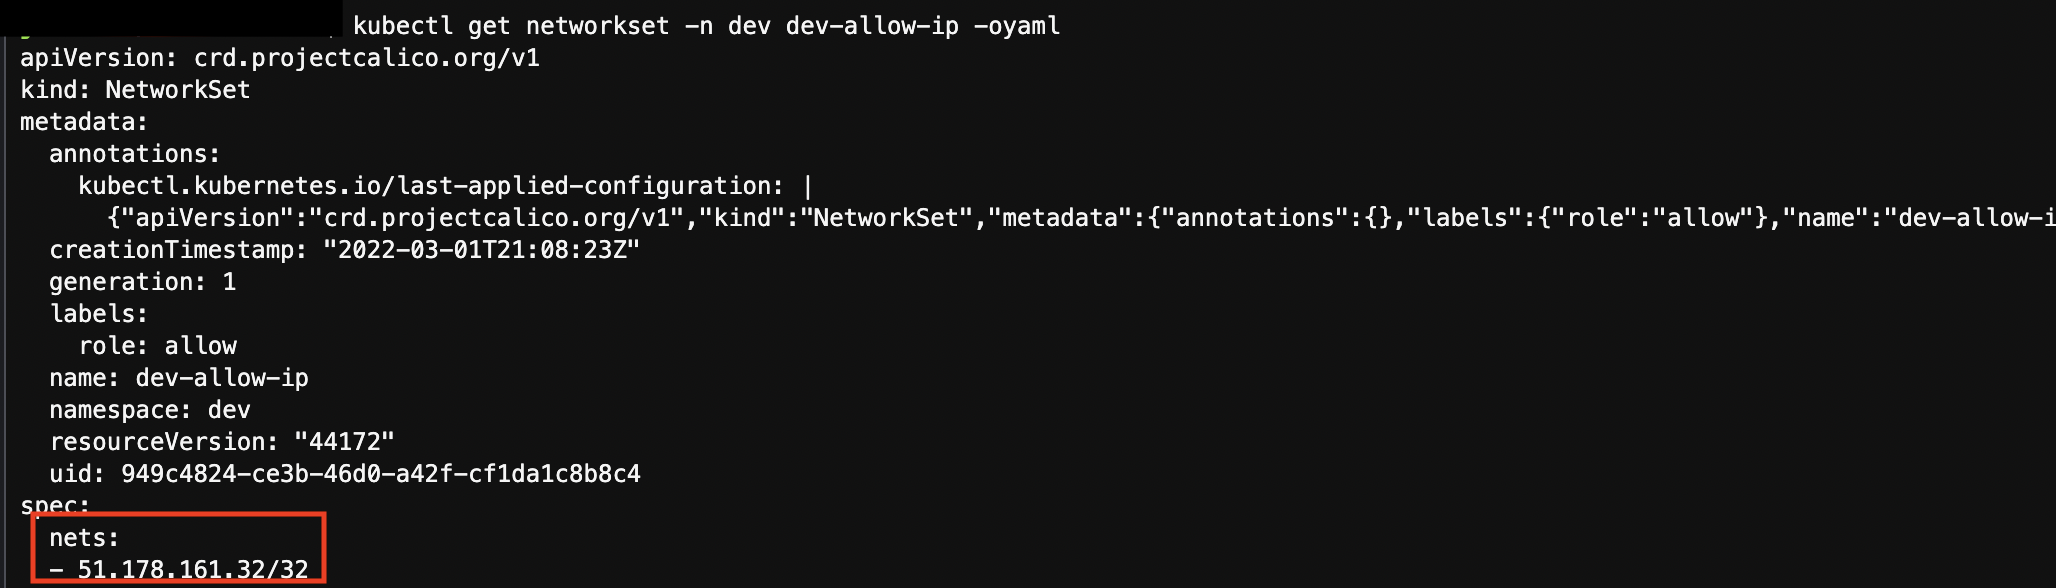 kubectl get networkset -n dev dev-allow-ip -oyaml
apiVersion: crd.projectcalico.org/v1
kind: NetworkSet
metadata:
  annotations:
    kubectl.kubernetes.io/last-applied-configuration: |
      {"apiVersion":"crd.projectcalico.org/v1","kind":"NetworkSet","metadata":{"annotations":{},"labels":{"role":"allow"},"name":"dev-allow-i
  creationTimestamp: "2022-03-01T21:08:23Z"
  generation: 1
  labels:
    role: allow
  name: dev-allow-ip
  namespace: dev
  resourceVersion: "44172"
  uid: 949c4824-ce3b-46d0-a42f-cf1da1c8b8c4
spec:
  nets:
  - 51.178.161.32/32